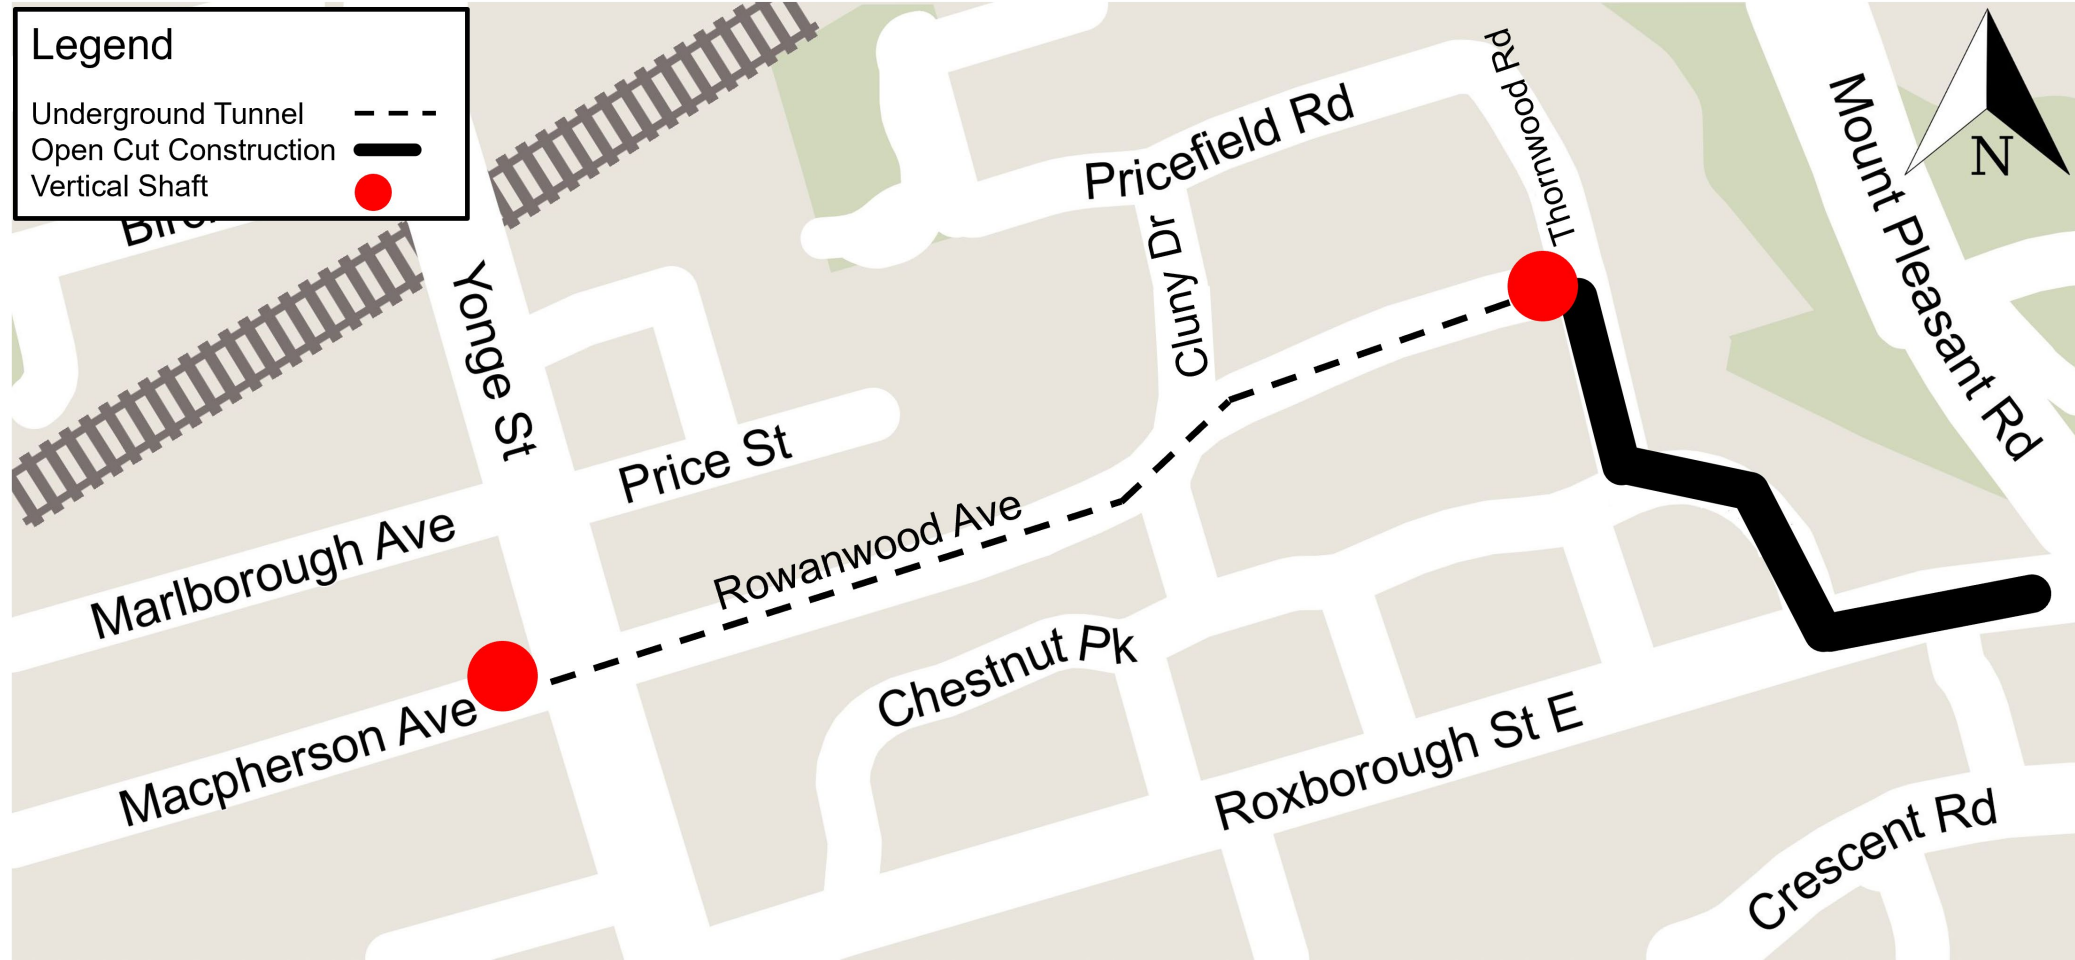 Legend
Underground Tunnel
Open Cut Construction
Vertical Shaft
N
Thornwood Rd
Pricefield Rd
Mount Pleasant Rd
Cluny Dr
Yonge St
Price St
Marlborough Ave
Rowanwood Ave
Chestnut Pk
Macpherson Ave
Roxborough St E
Crescent Rd